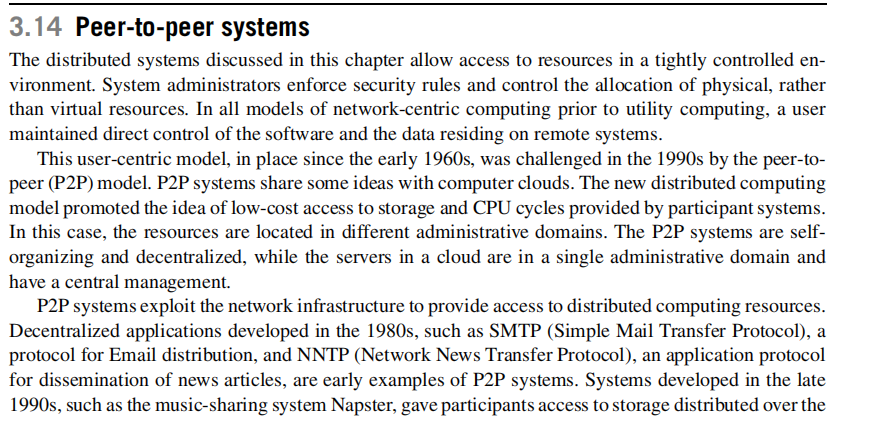 3.14 Peer-to-peer systems
The distributed systems discussed in this chapter allow access to resources in a tightly controlled en-
vironment. System administrators enforce security rules and control the allocation of physical, rather
than virtual resources. In all models of network-centric computing prior to utility computing, a user
maintained direct control of the software and the data residing on remote systems.
This user-centric model, in place since the early 1960s, was challenged in the 1990s by the peer-to-
peer (P2P) model. P2P systems share some ideas with computer clouds. The new distributed computing
model promoted the idea of low-cost access to storage and CPU cycles provided by participant systems.
In this case, the resources are located in different administrative domains. The P2P systems are self-
organizing and decentralized, while the servers in a cloud are in a single administrative domain and
have a central management.
P2P systems exploit the network infrastructure to provide access to distributed computing resources.
Decentralized applications developed in the 1980s, such as SMTP (Simple Mail Transfer Protocol), a
protocol for Email distribution, and NNTP (Network News Transfer Protocol), an application protocol
for dissemination of news articles, are early examples of P2P systems. Systems developed in the late
1990s, such as the music-sharing system Napster, gave participants access to storage distributed over the